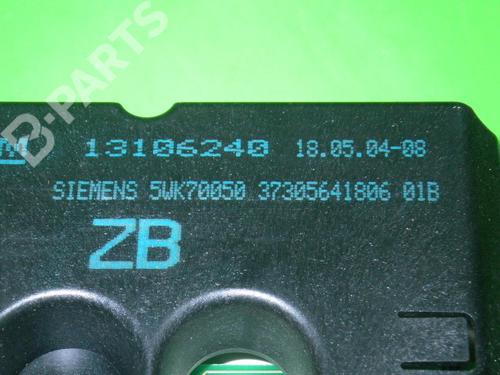 B-PARTS
M 13106240 18.05.04-08
SIEMENS 5WK70050 37305641806 01B
ZB